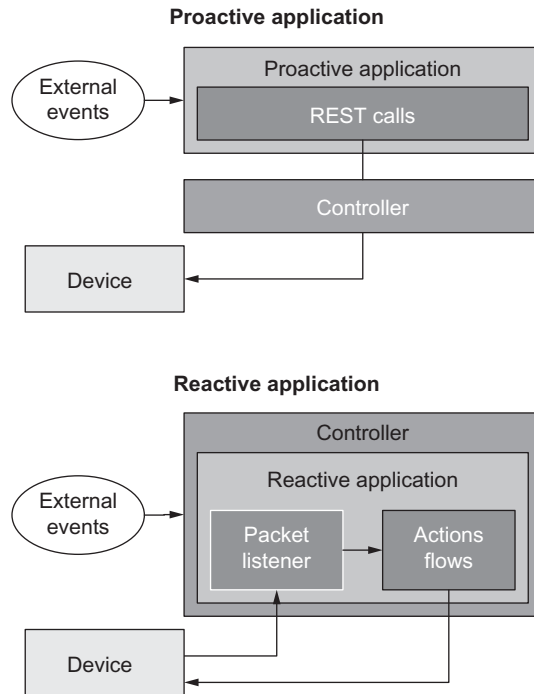 Proactive application
Proactive application
External
events
REST calls
Controller
Device
Reactive application
Controller
Reactive application
External
events
Packet
listener
Actions
flows
Device